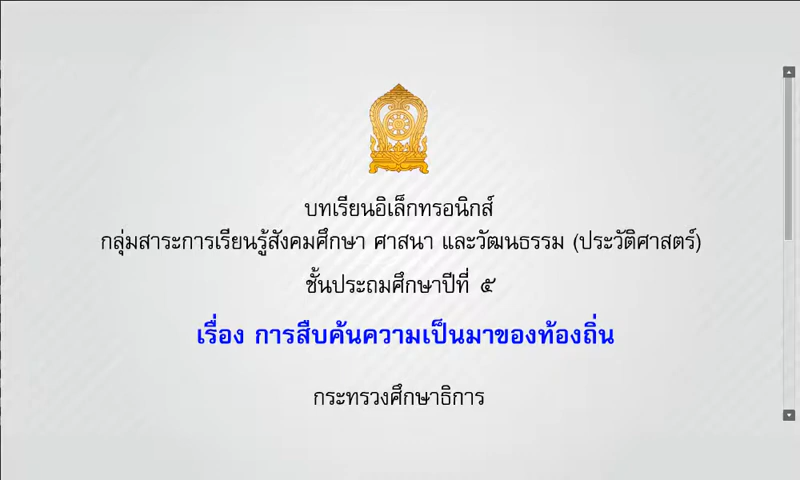 บทเรียนอิเล็กทรอนิกส์
กลุ่มสาระการเรียนรู้สังคมศึกษา ศาสนา และวัฒนธรรม (ประวัติศาสตร์)
ชั้นประถมศึกษาปีที่ ๕
เรื่อง การสืบค้นความเป็นมาของท้องถิ่น
กระทรวงศึกษาธิการ